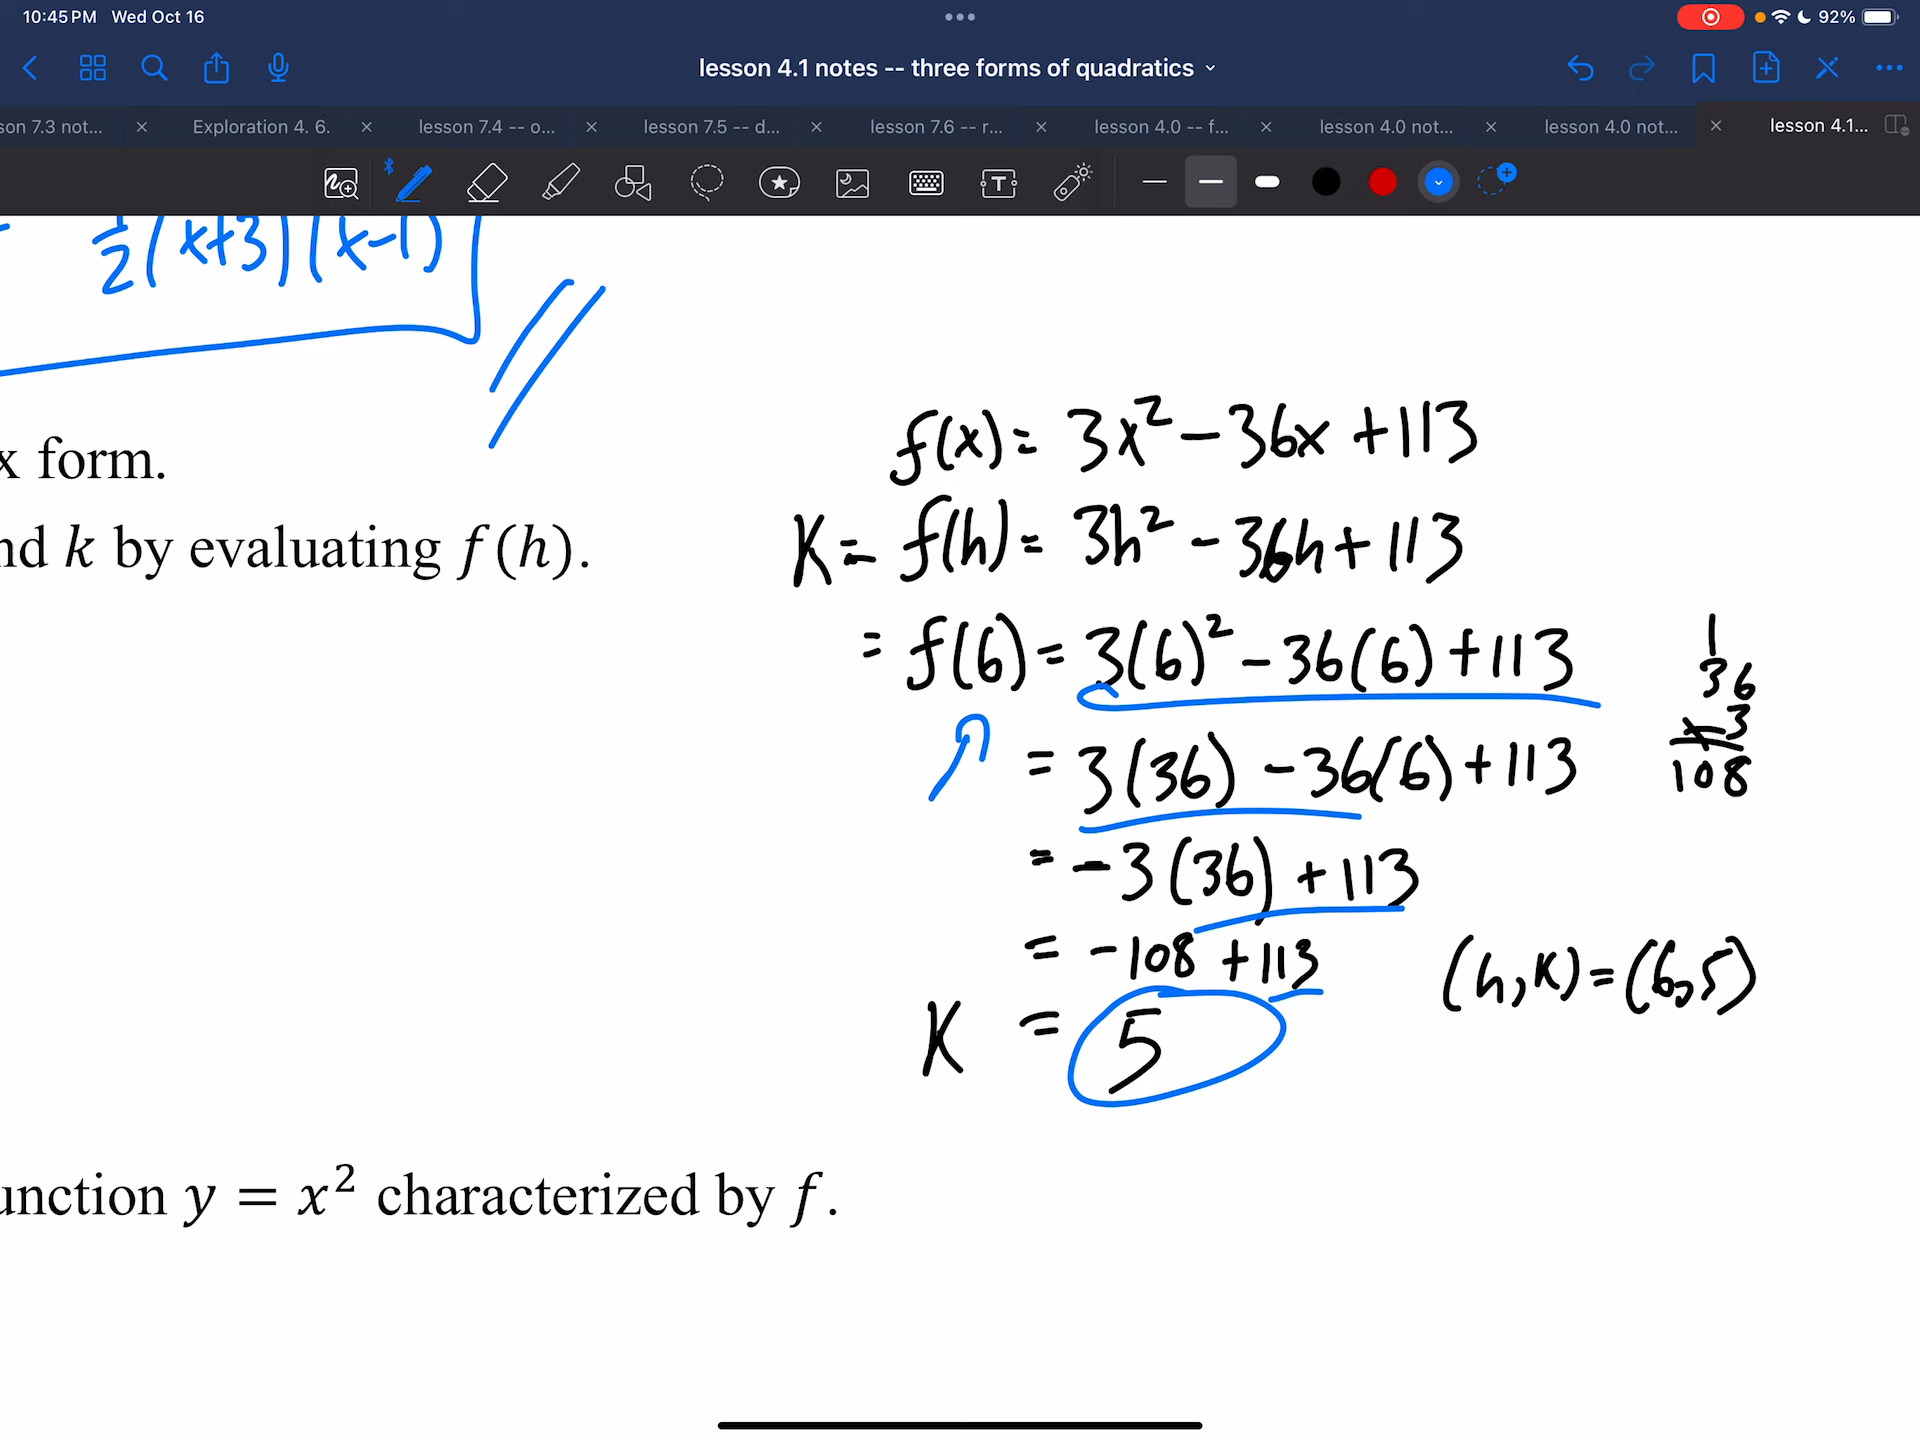 10:45 PM Wed Oct 16
92%
lesson 4.1 notes -- three forms of quadratics
son 7.3 not... Exploration 4. 6. lesson 7.4 -- o... lesson 7.5 -- d... lesson 7.6 -- r... lesson 4.0 -- f... lesson 4.0 not... lesson 4.0 not... lesson 4.1...
1/2(x+3)(x-1)
f(x) = 3x² - 36x + 113
x form.
K = f(h) = 3h² - 36h + 113
nd k by evaluating f(h).
= f(6) = 3(6)² - 36(6) + 113
1
36
x 3
108
= 3(36) - 36(6) + 113
= -3(36) + 113
= -108 + 113
(h, K) = (6, 5)
K = 5
unction y = x² characterized by f.